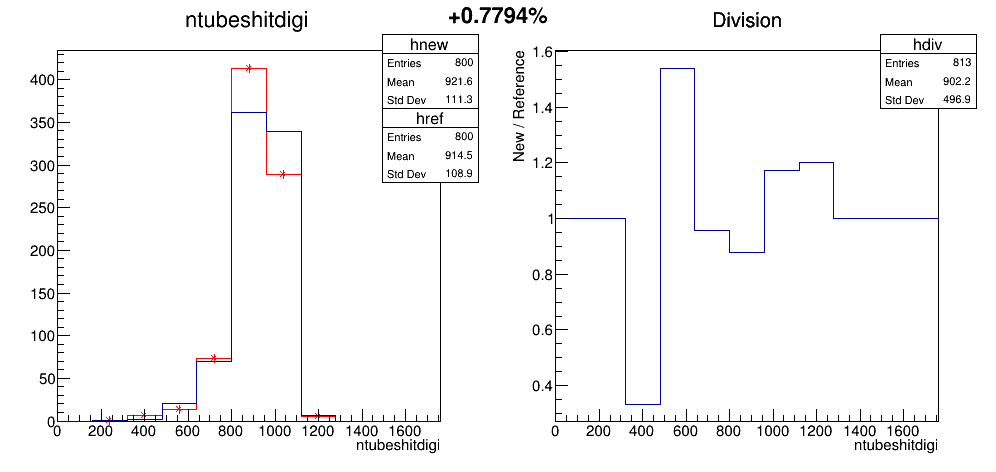 +0.7794%
ntubeshitdigi
hnew
Entries 800
Mean 921.6
Std Dev 111.3
href
Entries 800
Mean 914.5
Std Dev 108.9
400
350
300
250
200
150
100
50
0
0 200 400 600 800 1000 1200 1400 1600
ntubeshitdigi
Division
hdiv
Entries 813
Mean 902.2
Std Dev 496.9
New / Reference
1.6
1.4
1.2
1
0.8
0.6
0.4
0 200 400 600 800 1000 1200 1400 1600
ntubeshitdigi